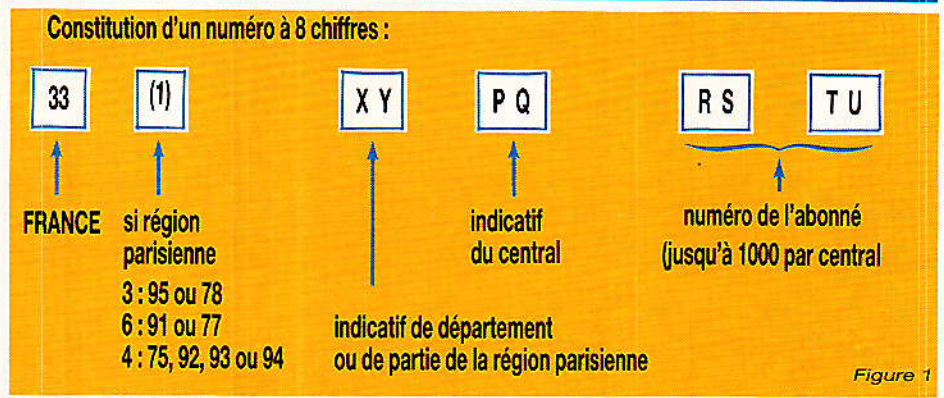 Constitution d'un numéro à 8 chiffres :
33 (1) X Y P Q R S T U
FRANCE
si région
parisienne
3 : 95 ou 78
6 : 91 ou 77
4 : 75, 92, 93 ou 94
indicatif de département
ou de partie de la région parisienne
indicatif
du central
numéro de l'abonné
(jusqu'à 1000 par central
Figure 1